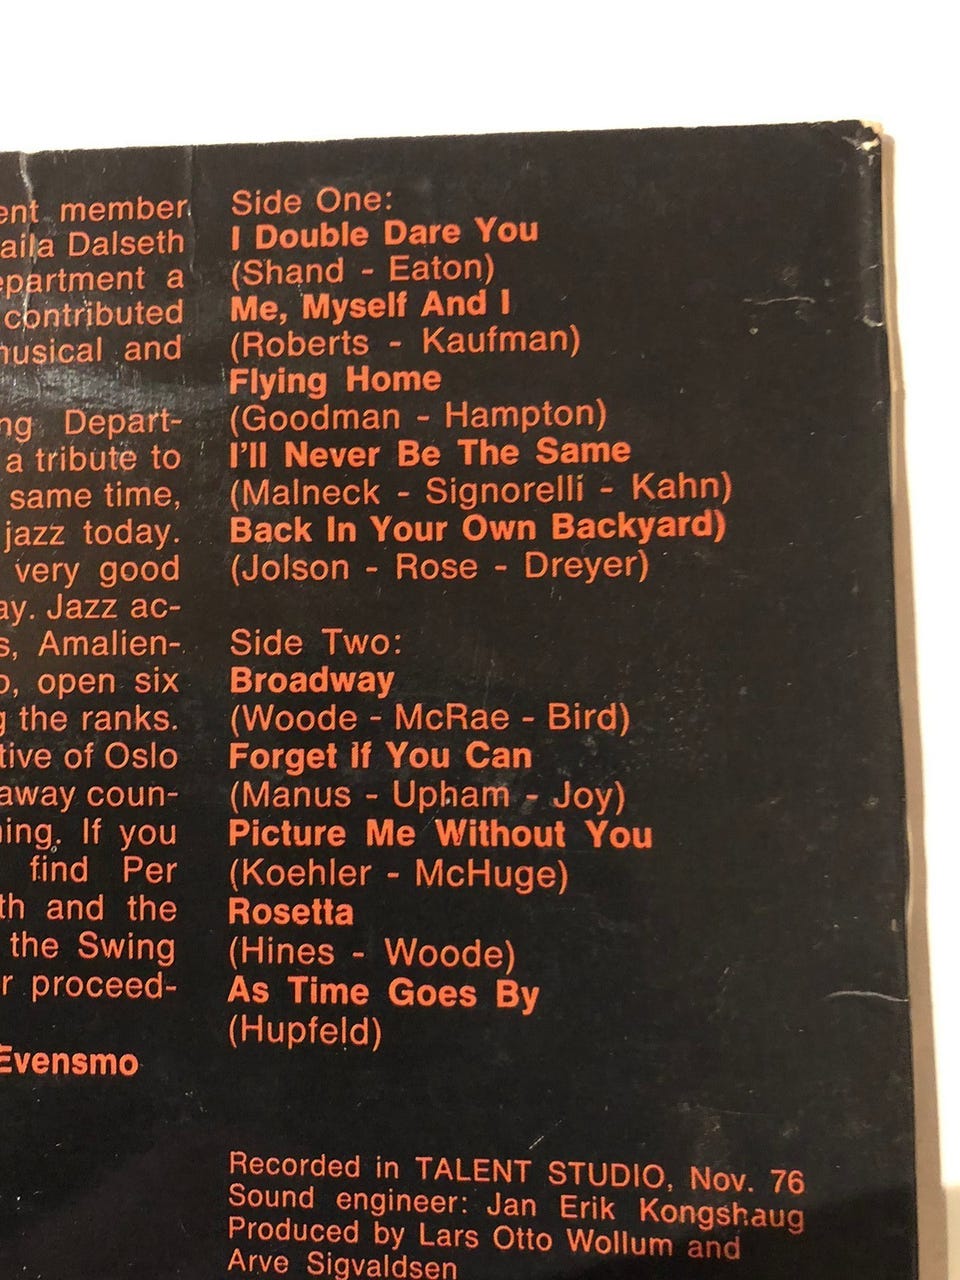 ent member
aila Dalseth
epartment a
contributed
musical and
ng Depart-
a tribute to
same time,
jazz today.
very good
ay. Jazz ac-
s, Amalien-
o, open six
g the ranks.
tive of Oslo
away coun-
ning. If you
find Per
th and the
the Swing
r proceed-
Evensmo
Side One:
I Double Dare You
(Shand - Eaton)
Me, Myself And I
(Roberts - Kaufman)
Flying Home
(Goodman - Hampton)
I'll Never Be The Same
(Malneck - Signorelli - Kahn)
Back In Your Own Backyard)
(Jolson - Rose - Dreyer)
Side Two:
Broadway
(Woode - McRae - Bird)
Forget if You Can
(Manus - Upham - Joy)
Picture Me Without You
(Koehler - McHuge)
Rosetta
(Hines - Woode)
As Time Goes By
(Hupfeld)
Recorded in TALENT STUDIO, Nov. 76
Sound engineer: Jan Erik Kongshaug
Produced by Lars Otto Wollum and
Arve Sigvaldsen